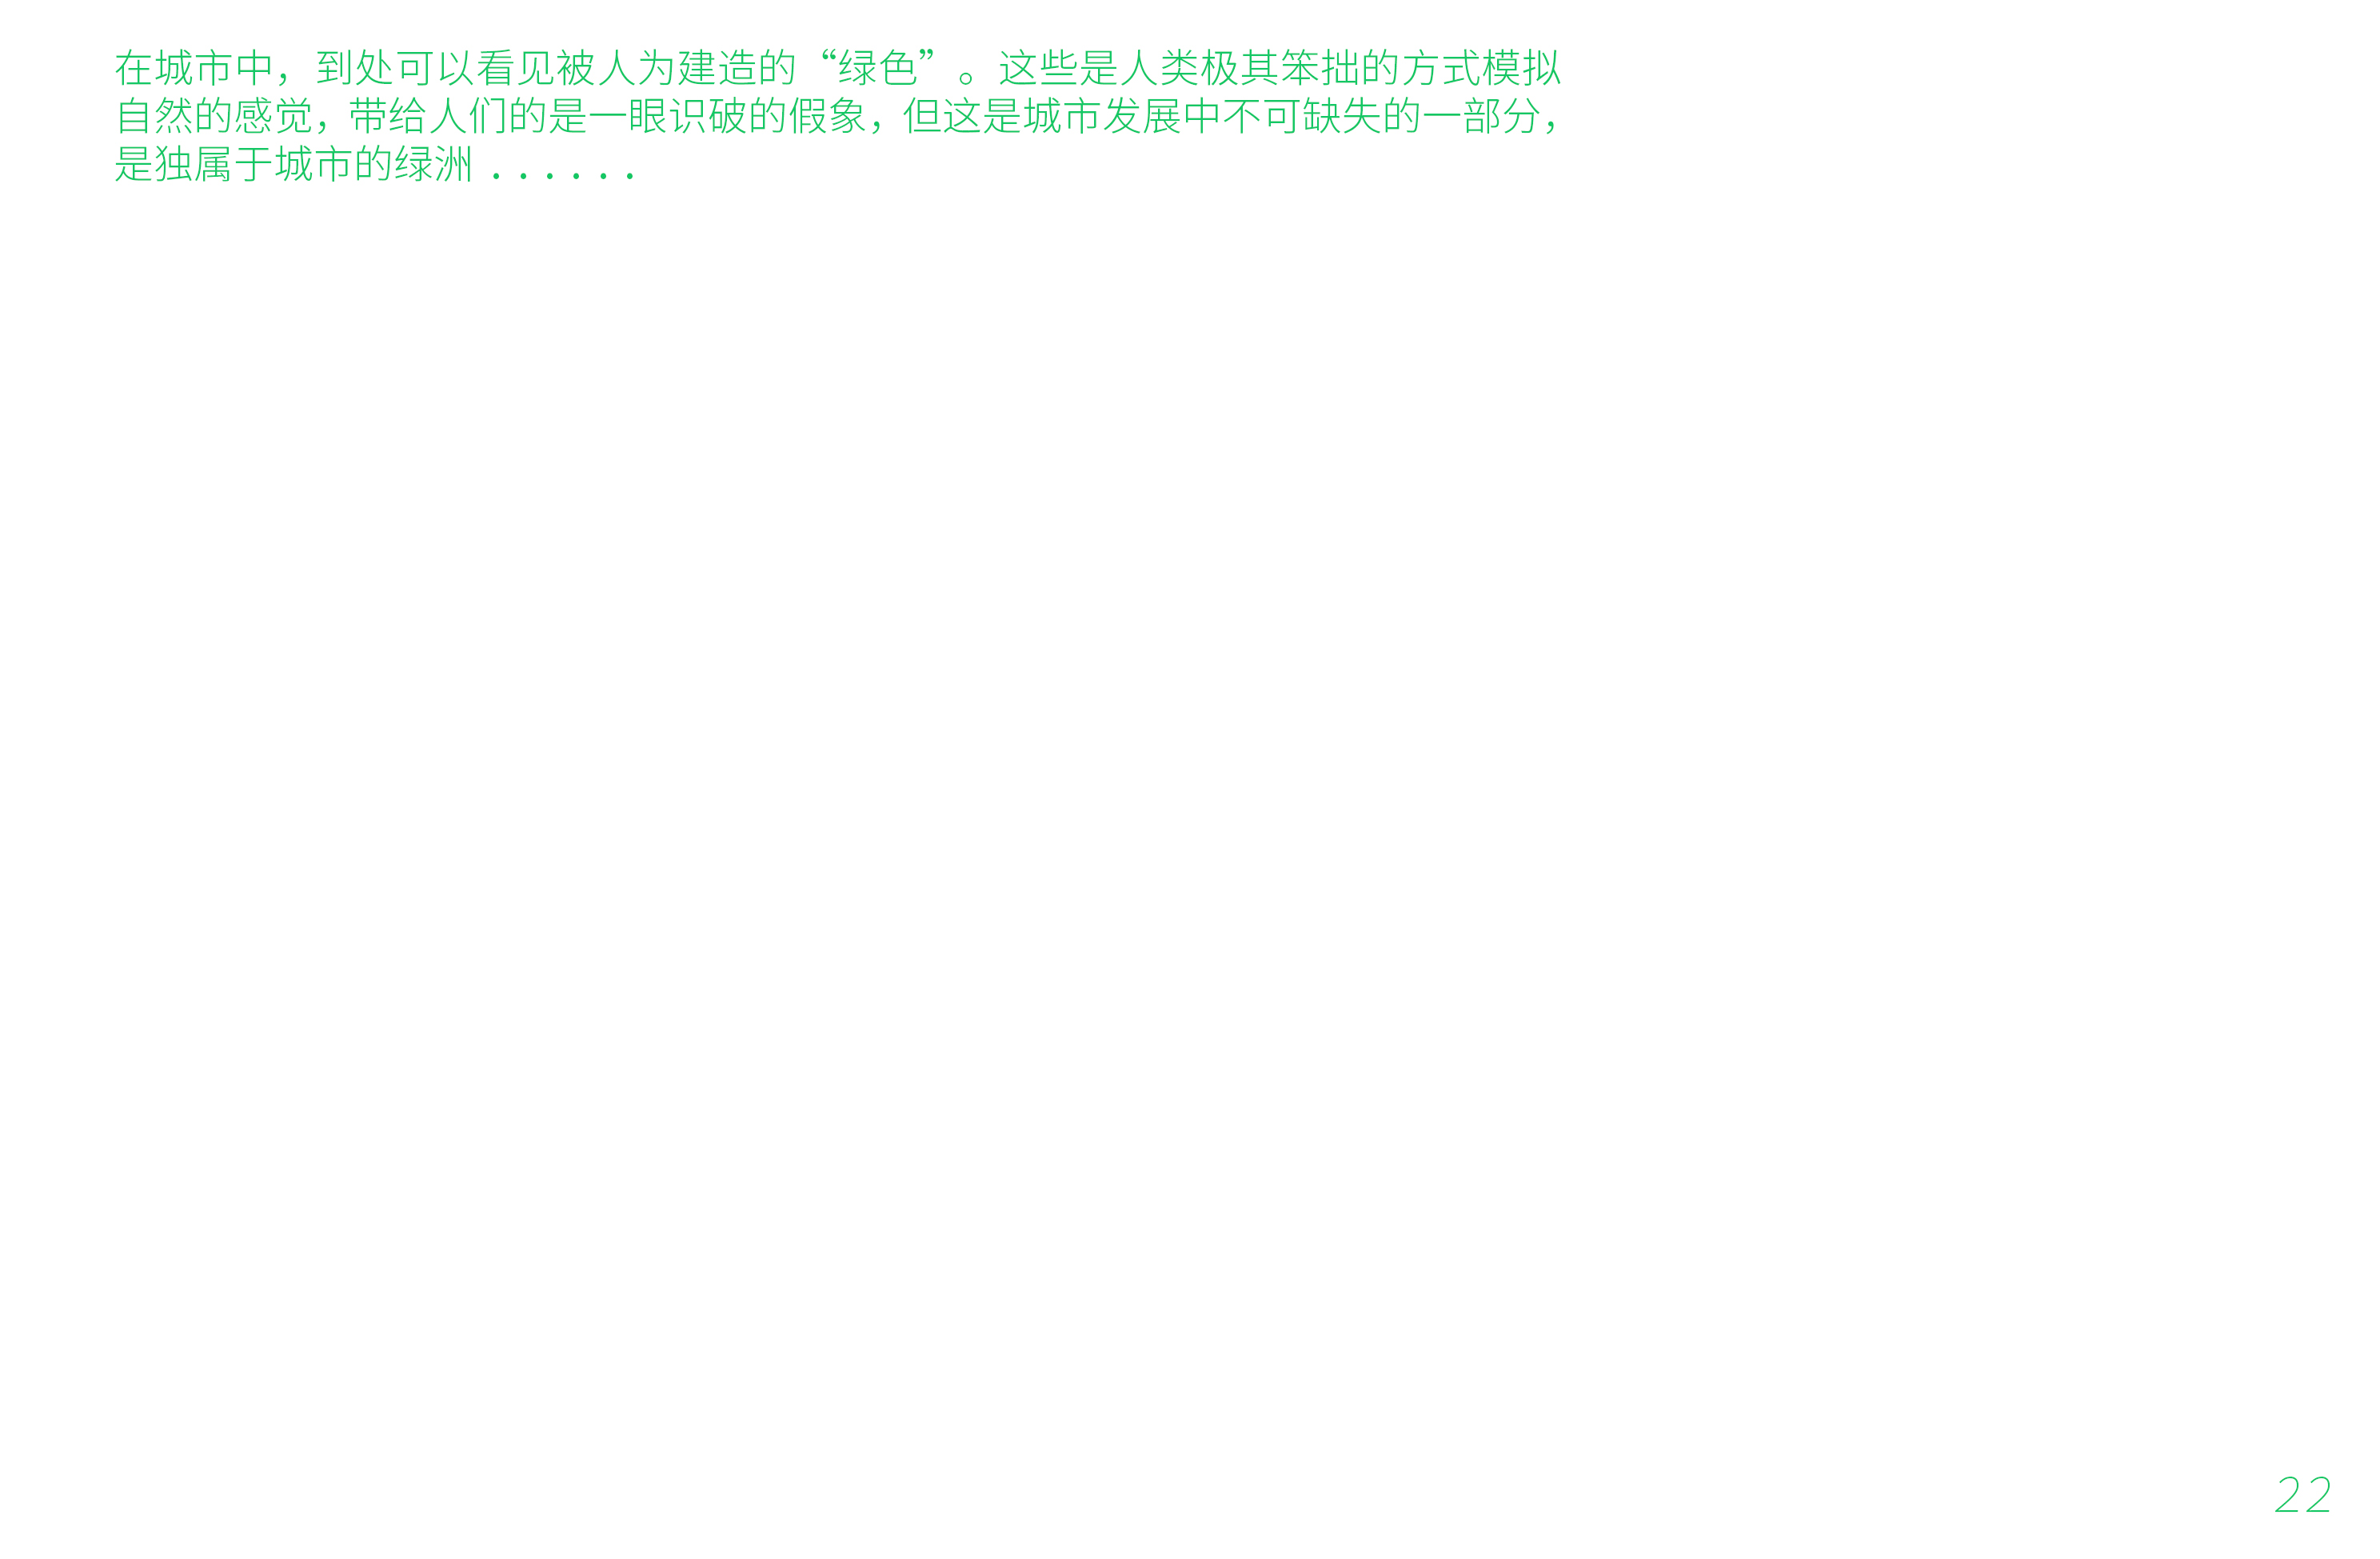 在城市中，到处可以看见被人为建造的“绿色”。这些是人类极其笨拙的方式模拟
自然的感觉，带给人们的是一眼识破的假象，但这是城市发展中不可缺失的一部分，
是独属于城市的绿洲 . . . . . .
22